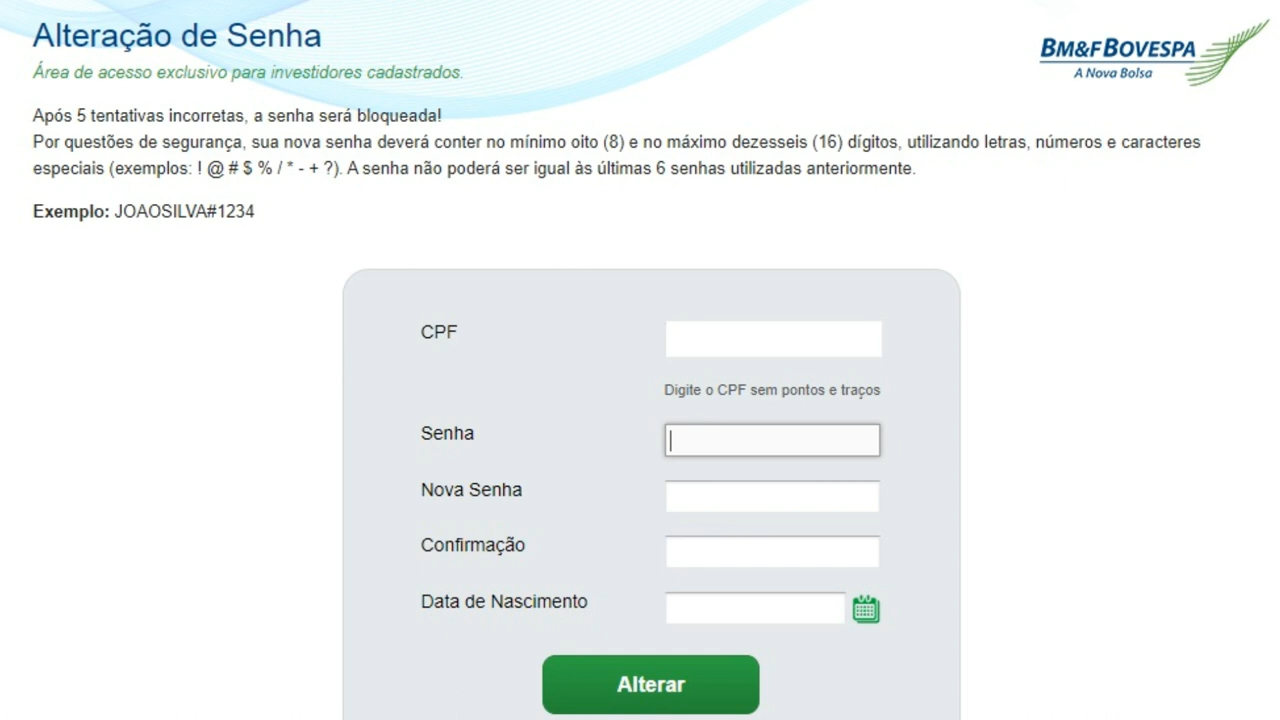 Alteração de Senha
BM&FBOVESPA
A Nova Bolsa
Área de acesso exclusivo para investidores cadastrados.
Após 5 tentativas incorretas, a senha será bloqueada!
Por questões de segurança, sua nova senha deverá conter no mínimo oito (8) e no máximo dezesseis (16) dígitos, utilizando letras, números e caracteres
especiais (exemplos: ! @ # $ % / * - + ?). A senha não poderá ser igual às últimas 6 senhas utilizadas anteriormente.
Exemplo: JOAOSILVA#1234
CPF
Digite o CPF sem pontos e traços
Senha
Nova Senha
Confirmação
Data de Nascimento
Alterar